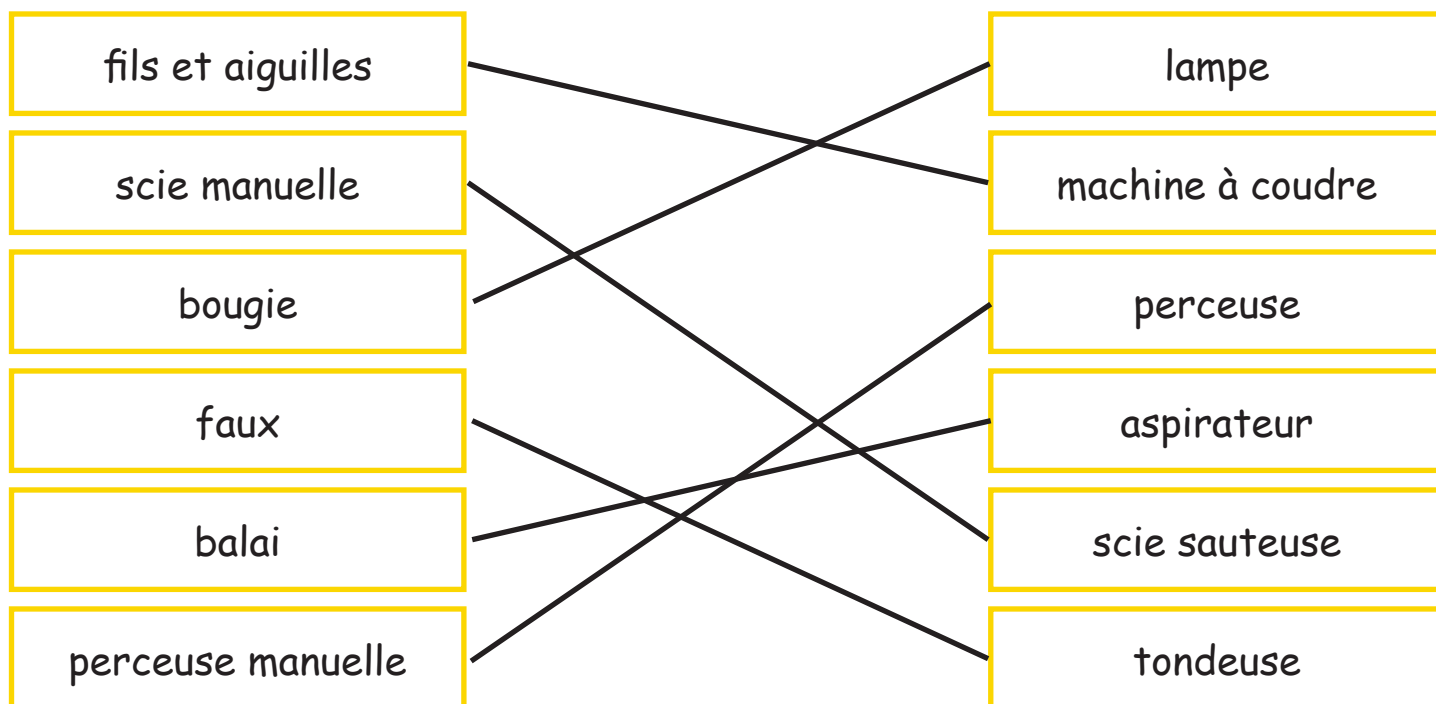 fils et aiguilles
lampe
scie manuelle
machine à coudre
bougie
perceuse
faux
aspirateur
balai
scie sauteuse
perceuse manuelle
tondeuse